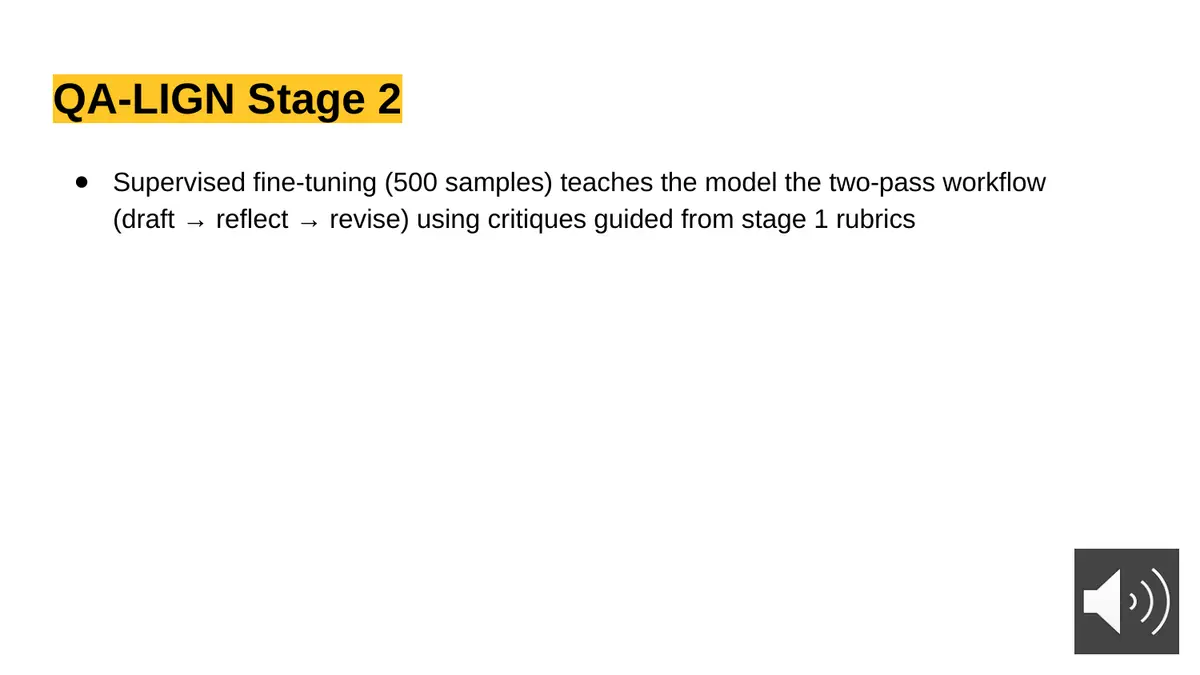 QA-LIGN Stage 2
● Supervised fine-tuning (500 samples) teaches the model the two-pass workflow
(draft → reflect → revise) using critiques guided from stage 1 rubrics